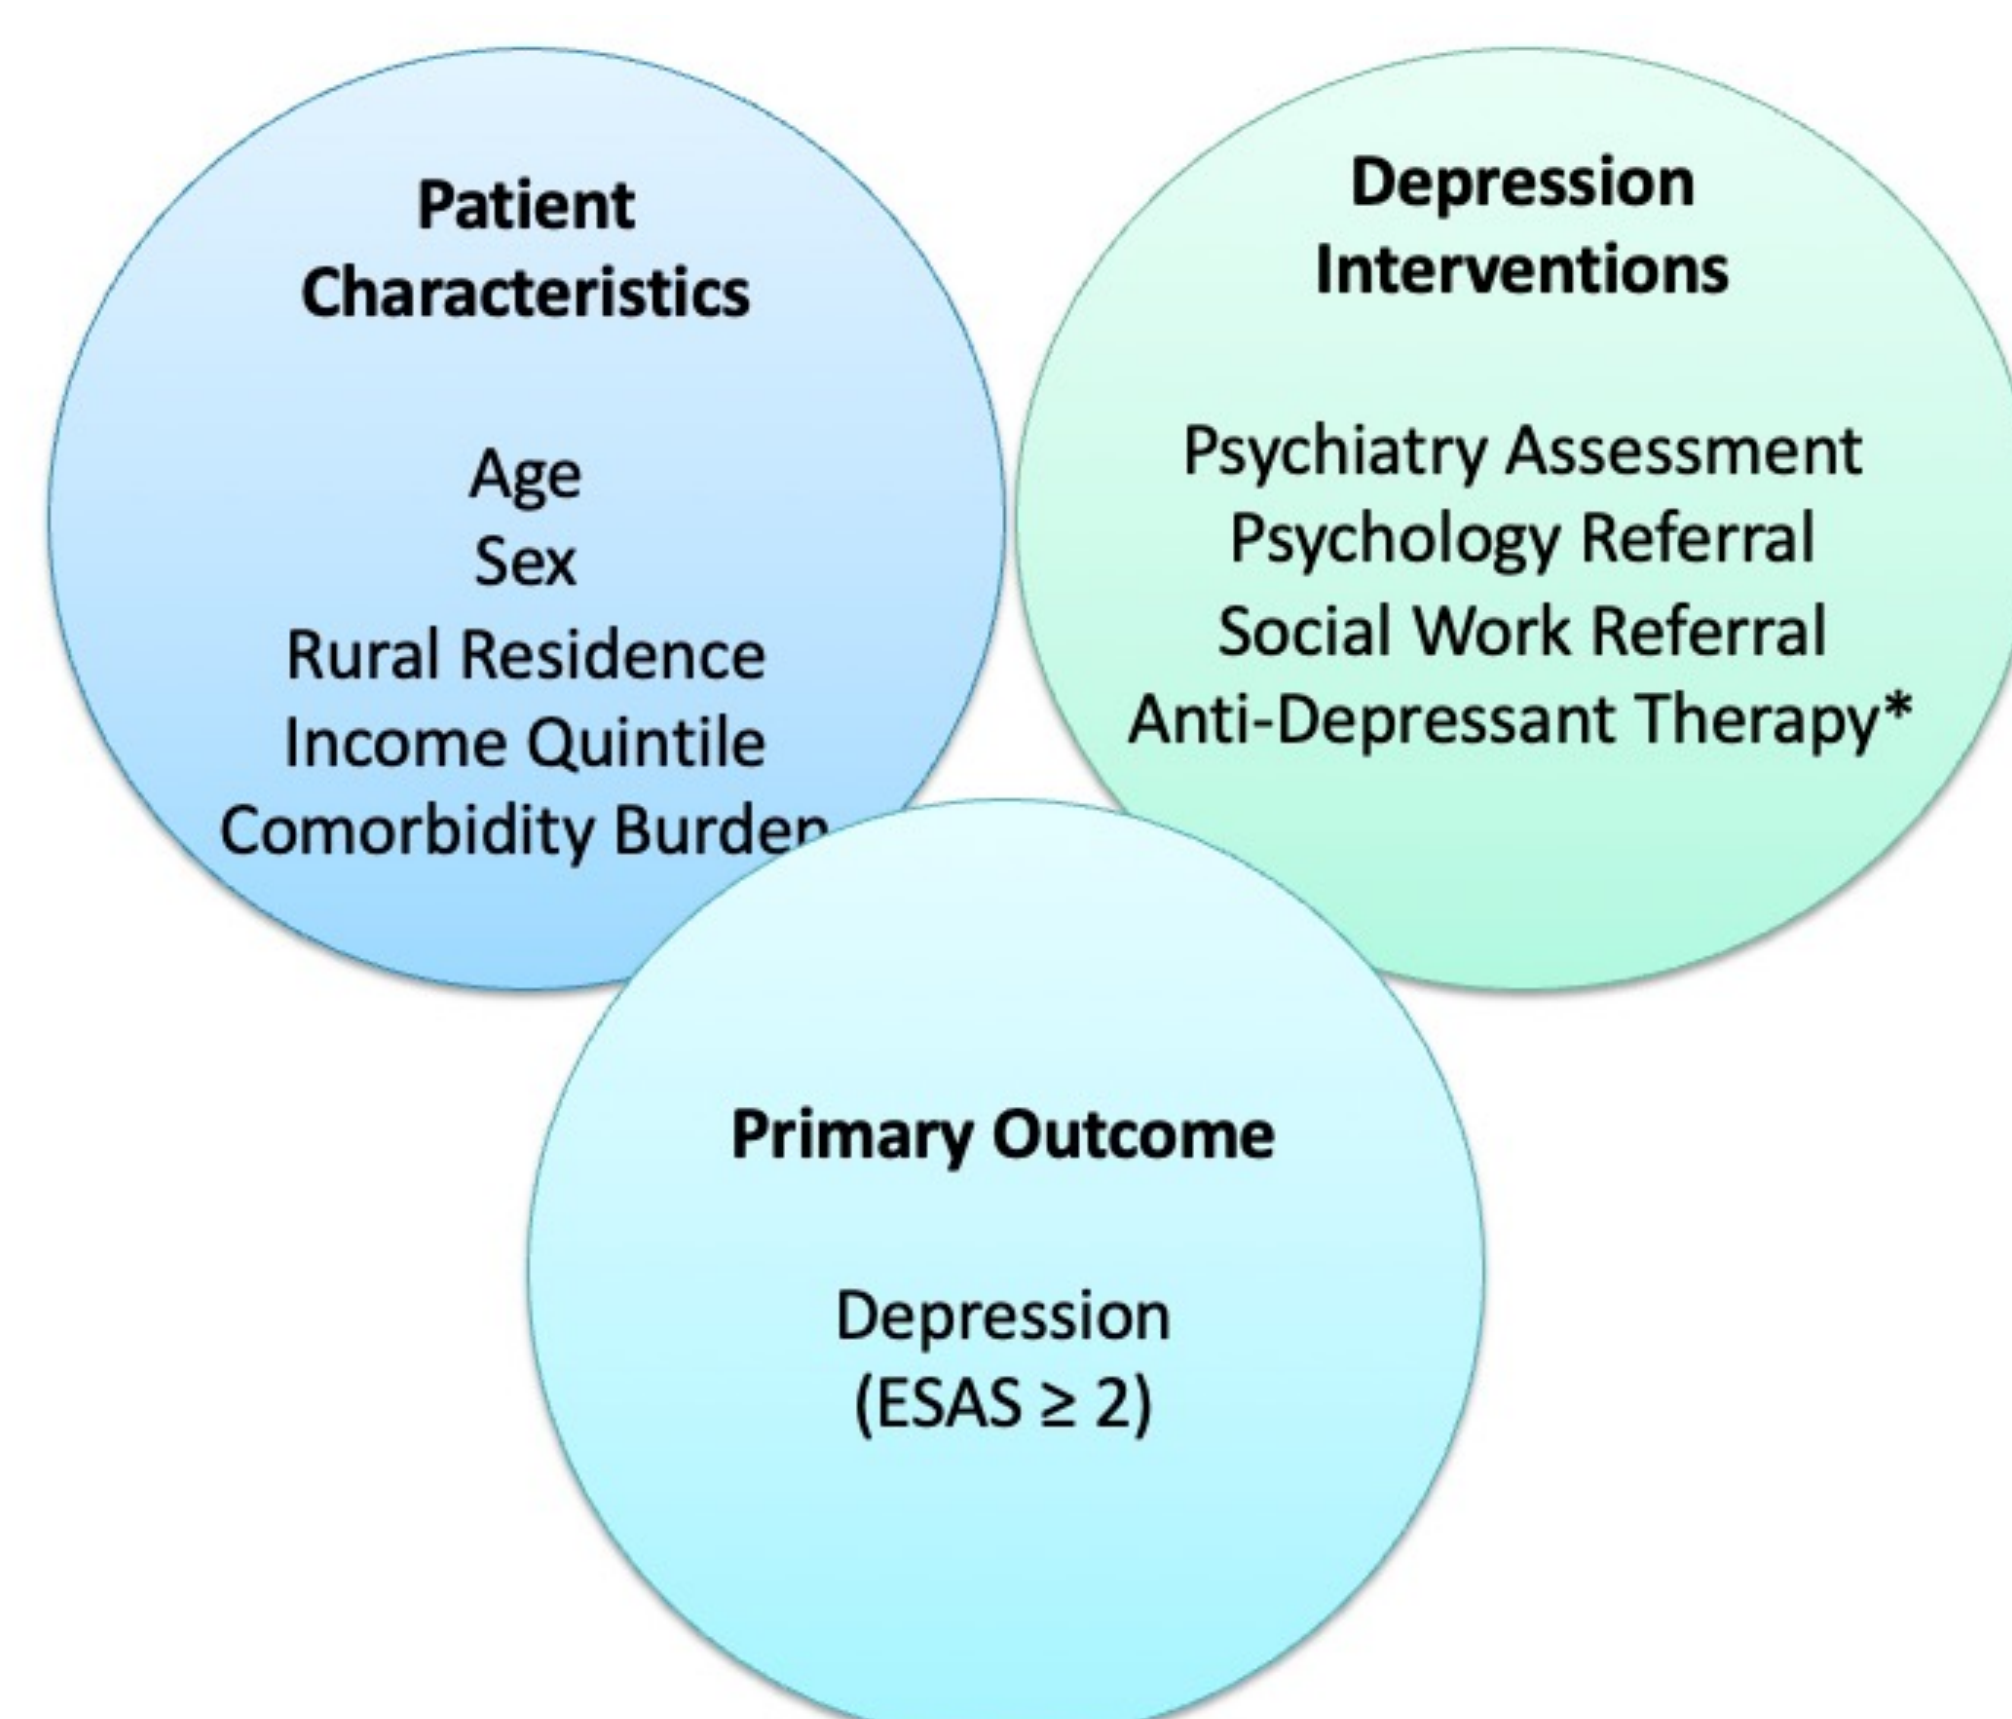 Patient
Characteristics
Age
Sex
Rural Residence
Income Quintile
Comorbidity Burden
Depression
Interventions
Psychiatry Assessment
Psychology Referral
Social Work Referral
Anti-Depressant Therapy*
Primary Outcome
Depression
(ESAS ≥ 2)